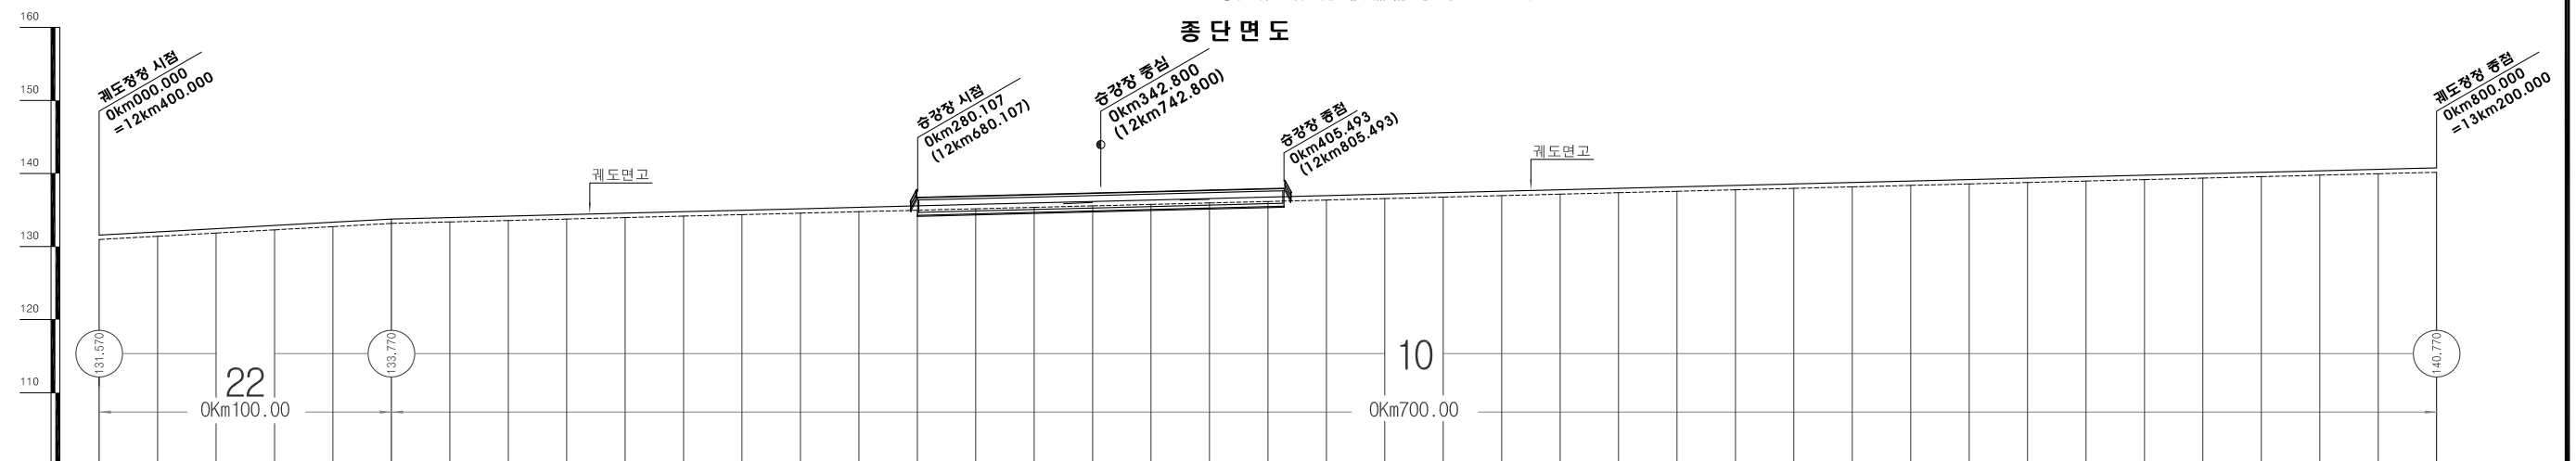 종단면도
160
150
140
130
120
110
궤도정정 시점
0km000.000
=12km400.000
궤도면고
승강장 시점
0km280.107
(12km680.107)
승강장 중심
0km342.800
(12km742.800)
승강장 종점
0km405.493
(12km805.493)
궤도면고
궤도정정 종점
0km800.000
=13km200.000
131.570
22
0Km100.00
133.770
10
0Km700.00
140.770